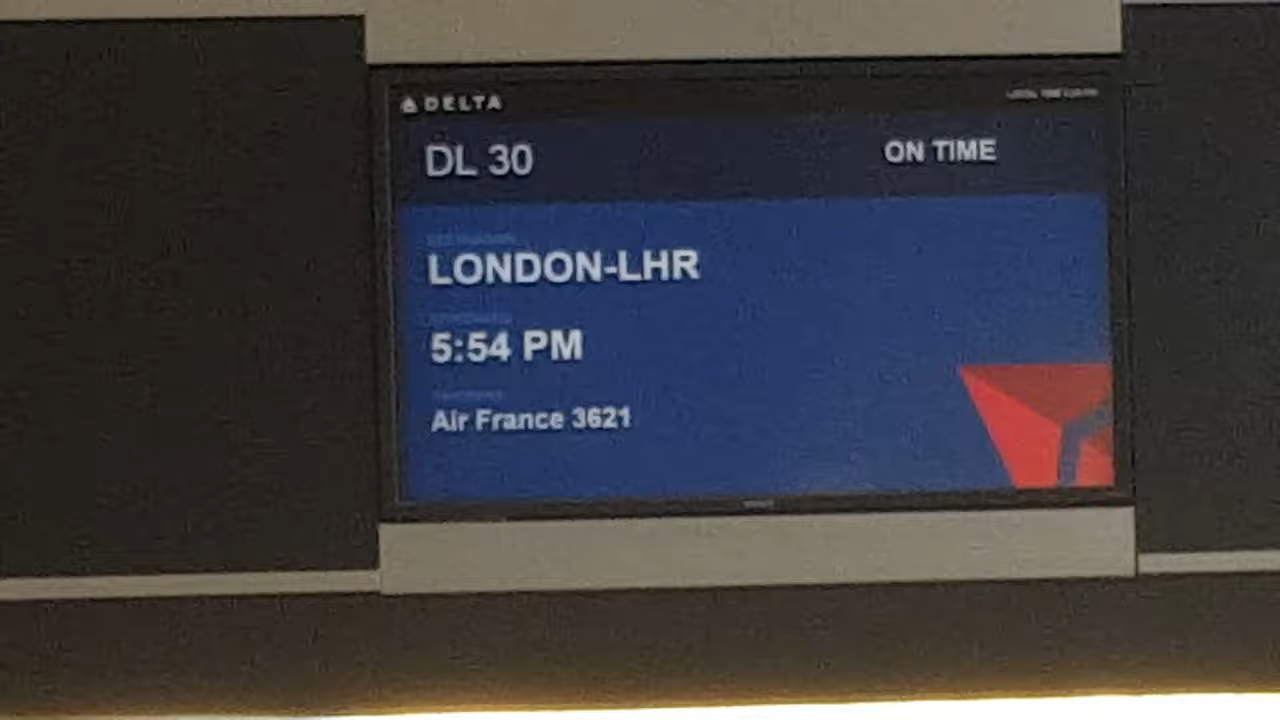 DELTA
DL 30
ON TIME
LONDON-LHR
5:54 PM
Air France 3621